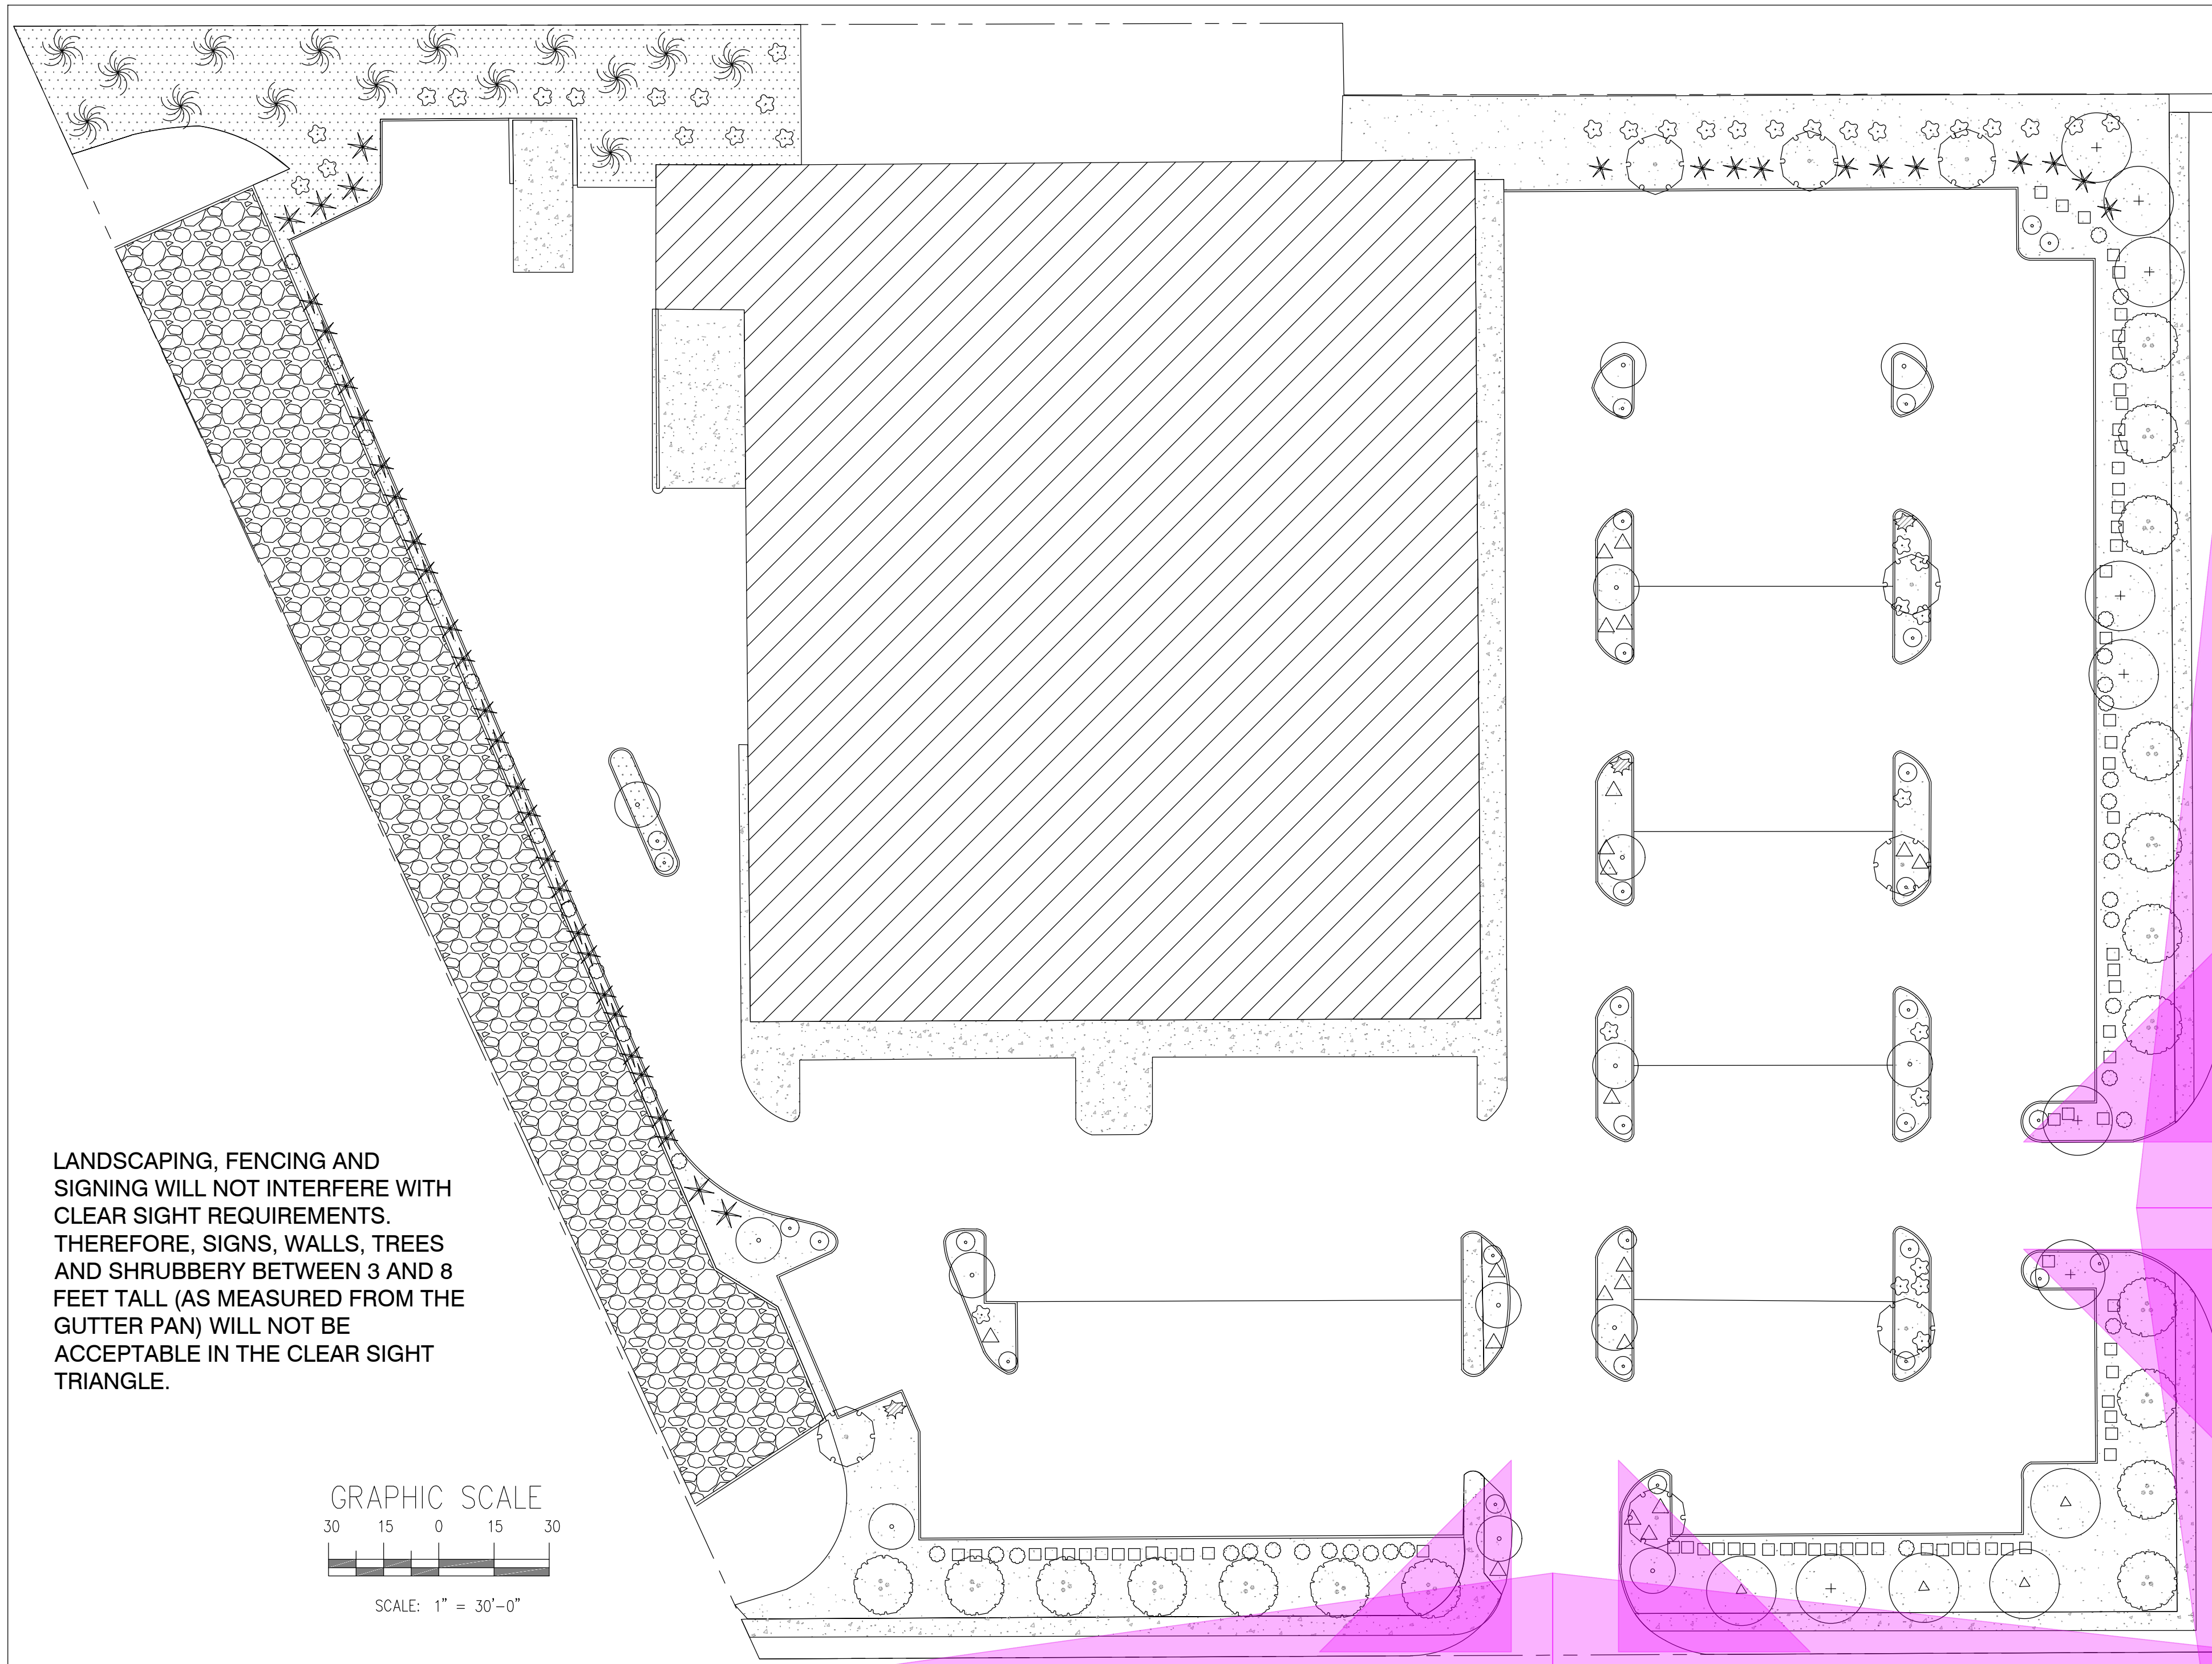 LANDSCAPING, FENCING AND
SIGNING WILL NOT INTERFERE WITH
CLEAR SIGHT REQUIREMENTS.
THEREFORE, SIGNS, WALLS, TREES
AND SHRUBBERY BETWEEN 3 AND 8
FEET TALL (AS MEASURED FROM THE
GUTTER PAN) WILL NOT BE
ACCEPTABLE IN THE CLEAR SIGHT
TRIANGLE.
GRAPHIC SCALE
30 15 0 15 30
SCALE: 1" = 30'-0"